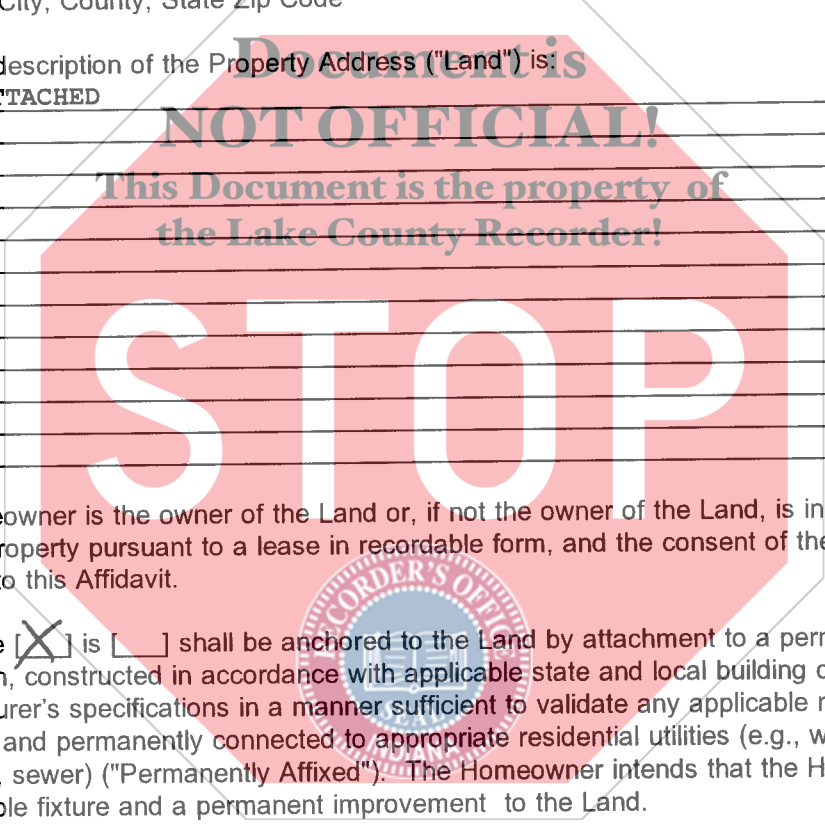 City, County, State Zip Code
description of the Property Address ("Land") is:
TTACHED
Document is
NOT OFFICIAL!
This Document is the property of
the Lake County Recorder!
STOP
owner is the owner of the Land or, if not the owner of the Land, is in
roperty pursuant to a lease in recordable form, and the consent of the
o this Affidavit.
e [X] is [___] shall be anchored to the Land by attachment to a perm
n, constructed in accordance with applicable state and local building c
urer's specifications in a manner sufficient to validate any applicable
and permanently connected to appropriate residential utilities (e.g., w
, sewer) ("Permanently Affixed"). The Homeowner intends that the H
ble fixture and a permanent improvement to the Land.
RECORDER'S OFFICE
SEAL
INDIANA